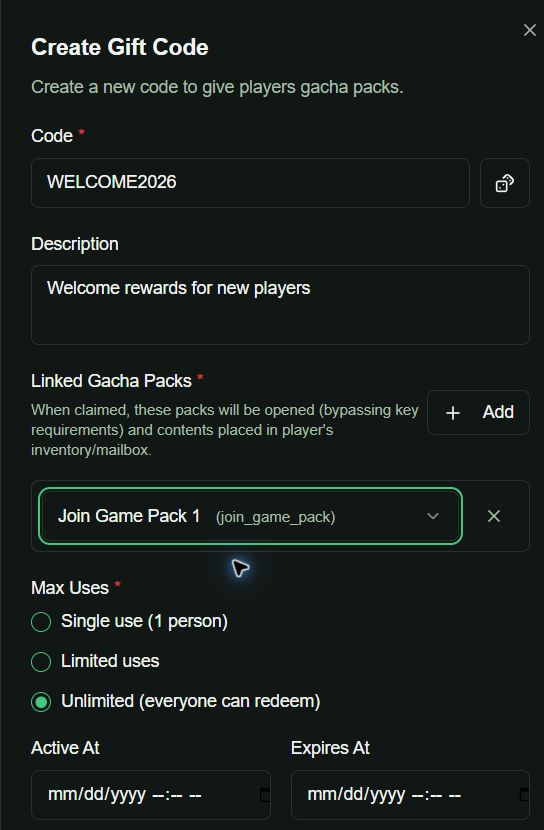 Create Gift Code
Create a new code to give players gacha packs.
Code *
WELCOME2026
Description
Welcome rewards for new players
Linked Gacha Packs *
When claimed, these packs will be opened (bypassing key
requirements) and contents placed in player's
inventory/mailbox.
+ Add
Join Game Pack 1 (join_game_pack)
Max Uses *
Single use (1 person)
Limited uses
Unlimited (everyone can redeem)
Active At
Expires At
mm/dd/yyyy --:-- --
mm/dd/yyyy --:-- --